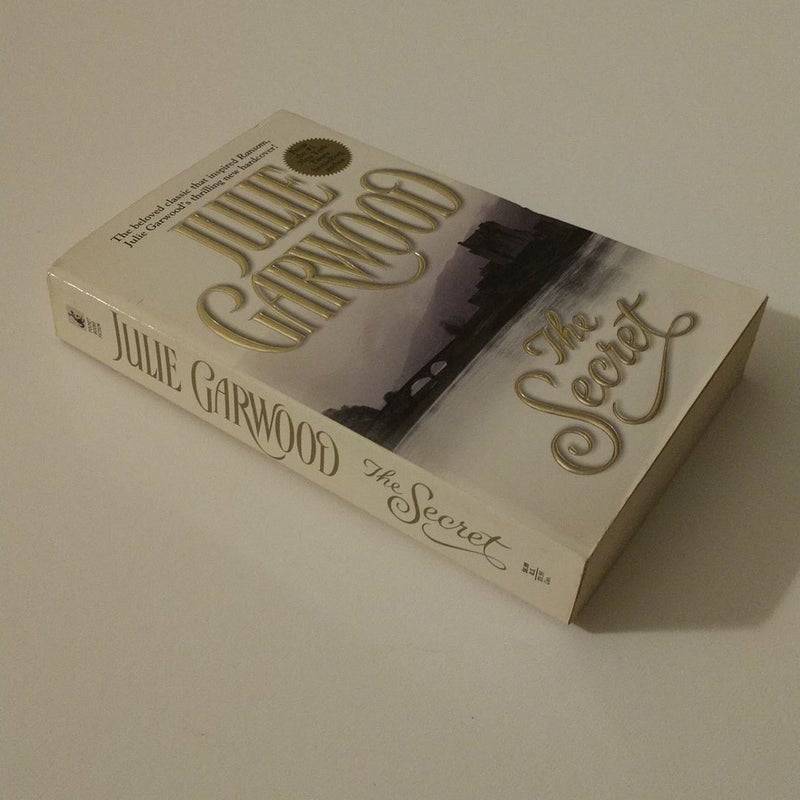 The beloved classic that inspired Ransom,
Julie Garwood's thrilling new hardcover!
JULIE
GARWOOD
The
Secret
JULIE GARWOOD The Secret